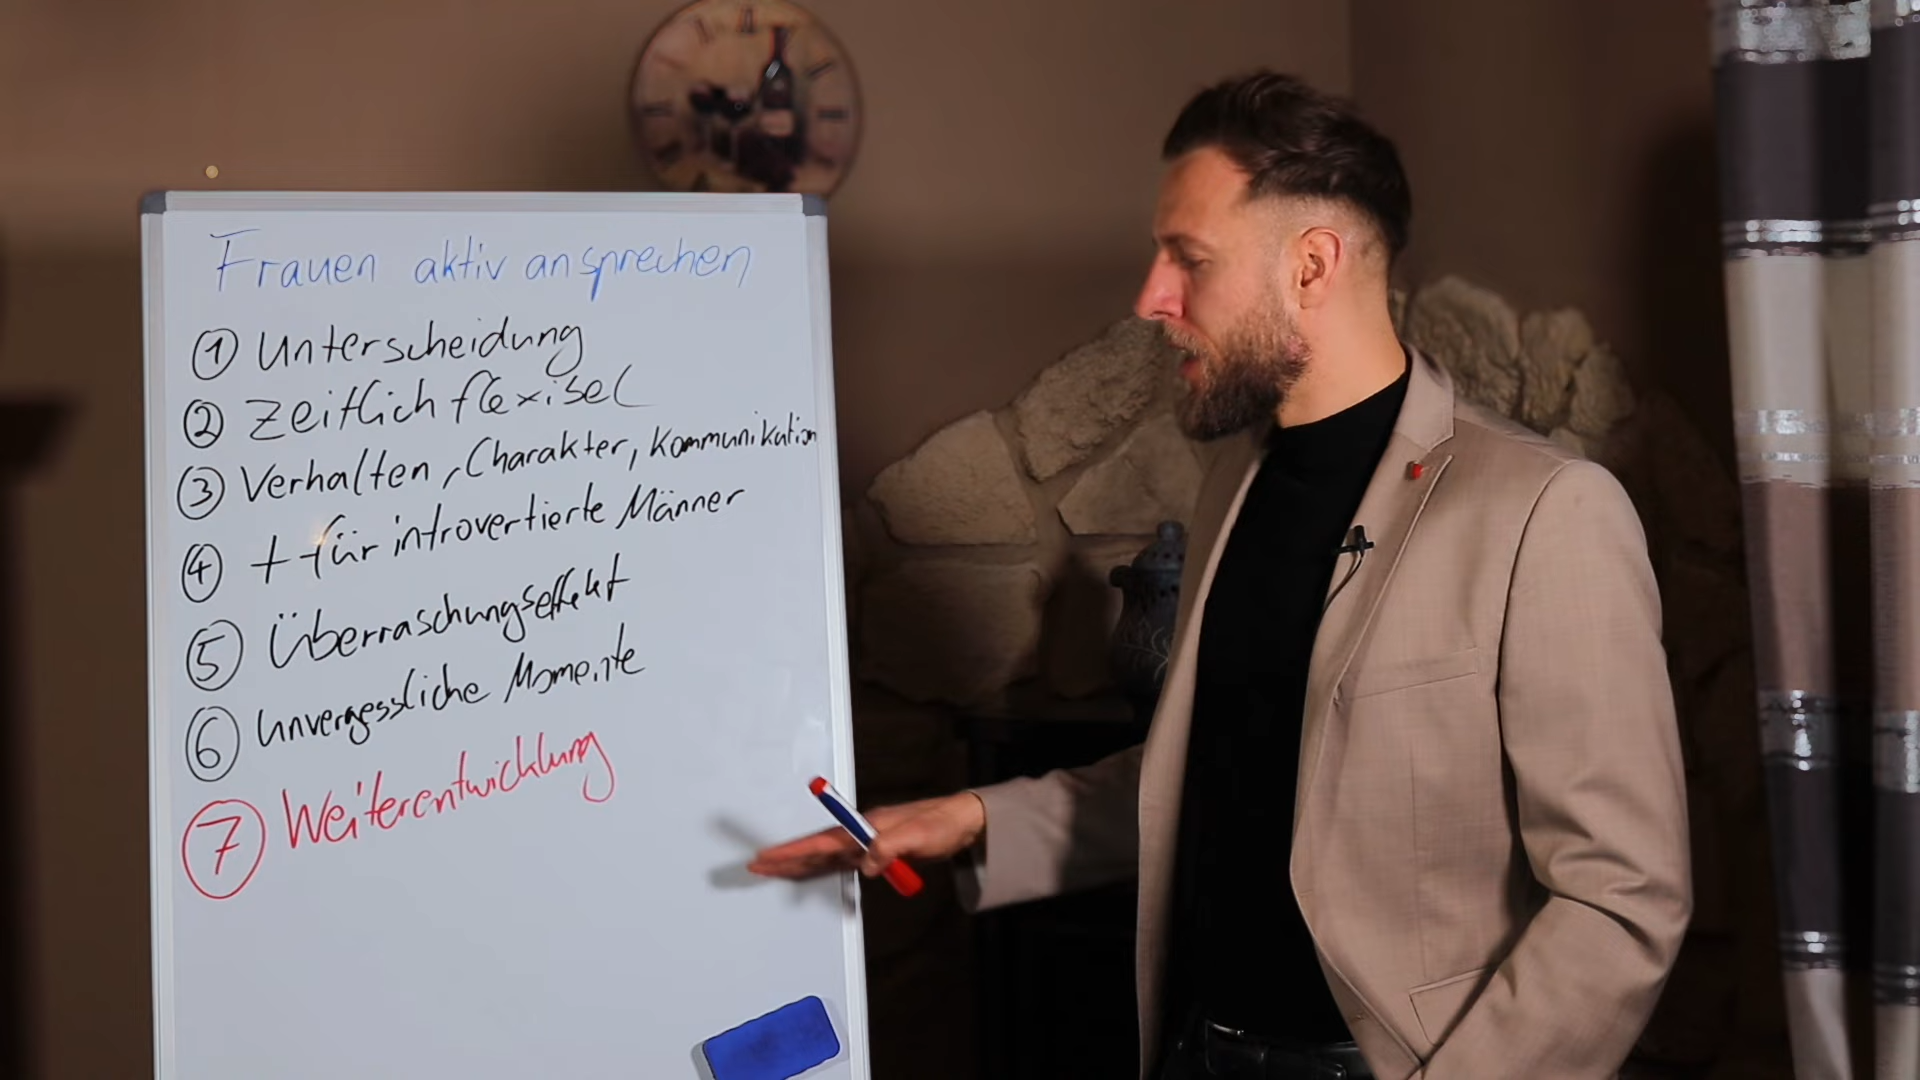 Frauen aktiv ansprechen
① Unterscheidung
② Zeitlich flexibel
③ Verhalten, Charakter, Kommunikation
④ + für introvertierte Männer
⑤ Überraschungseffekt
⑥ Unvergessliche Momente
⑦ Weiterentwicklung